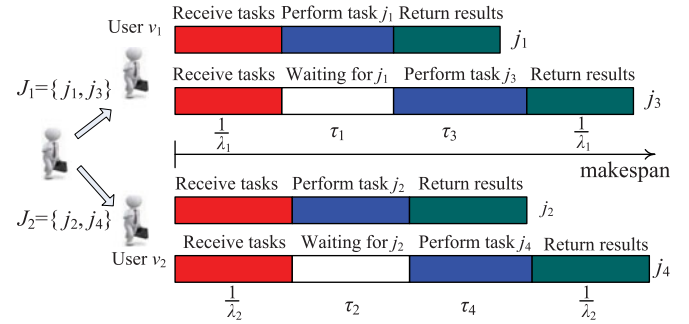 Receive tasks Perform task j₁ Return results
User v₁
j₁
J₁={j₁, j₃}
Receive tasks Waiting for j₁ Perform task j₃ Return results
j₃
1/λ₁ τ₁ τ₃ 1/λ₁
makespan
Receive tasks Perform task j₂ Return results
J₂={j₂, j₄}
j₂
Receive tasks Waiting for j₂ Perform task j₄ Return results
User v₂
j₄
1/λ₂ τ₂ τ₄ 1/λ₂